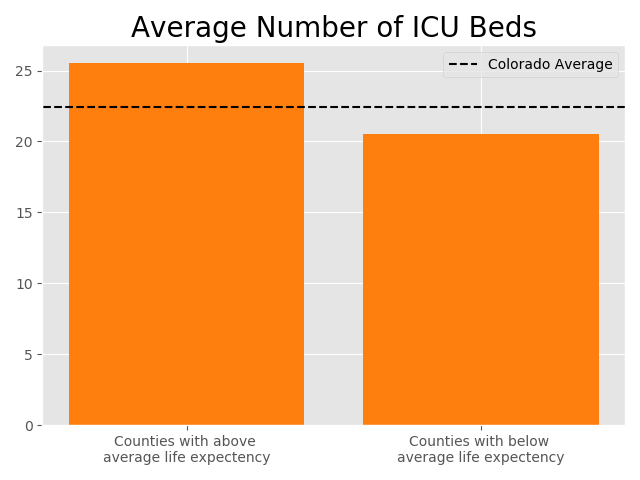 Average Number of ICU Beds
Colorado Average
25
20
15
10
5
0
Counties with above
average life expectency
Counties with below
average life expectency